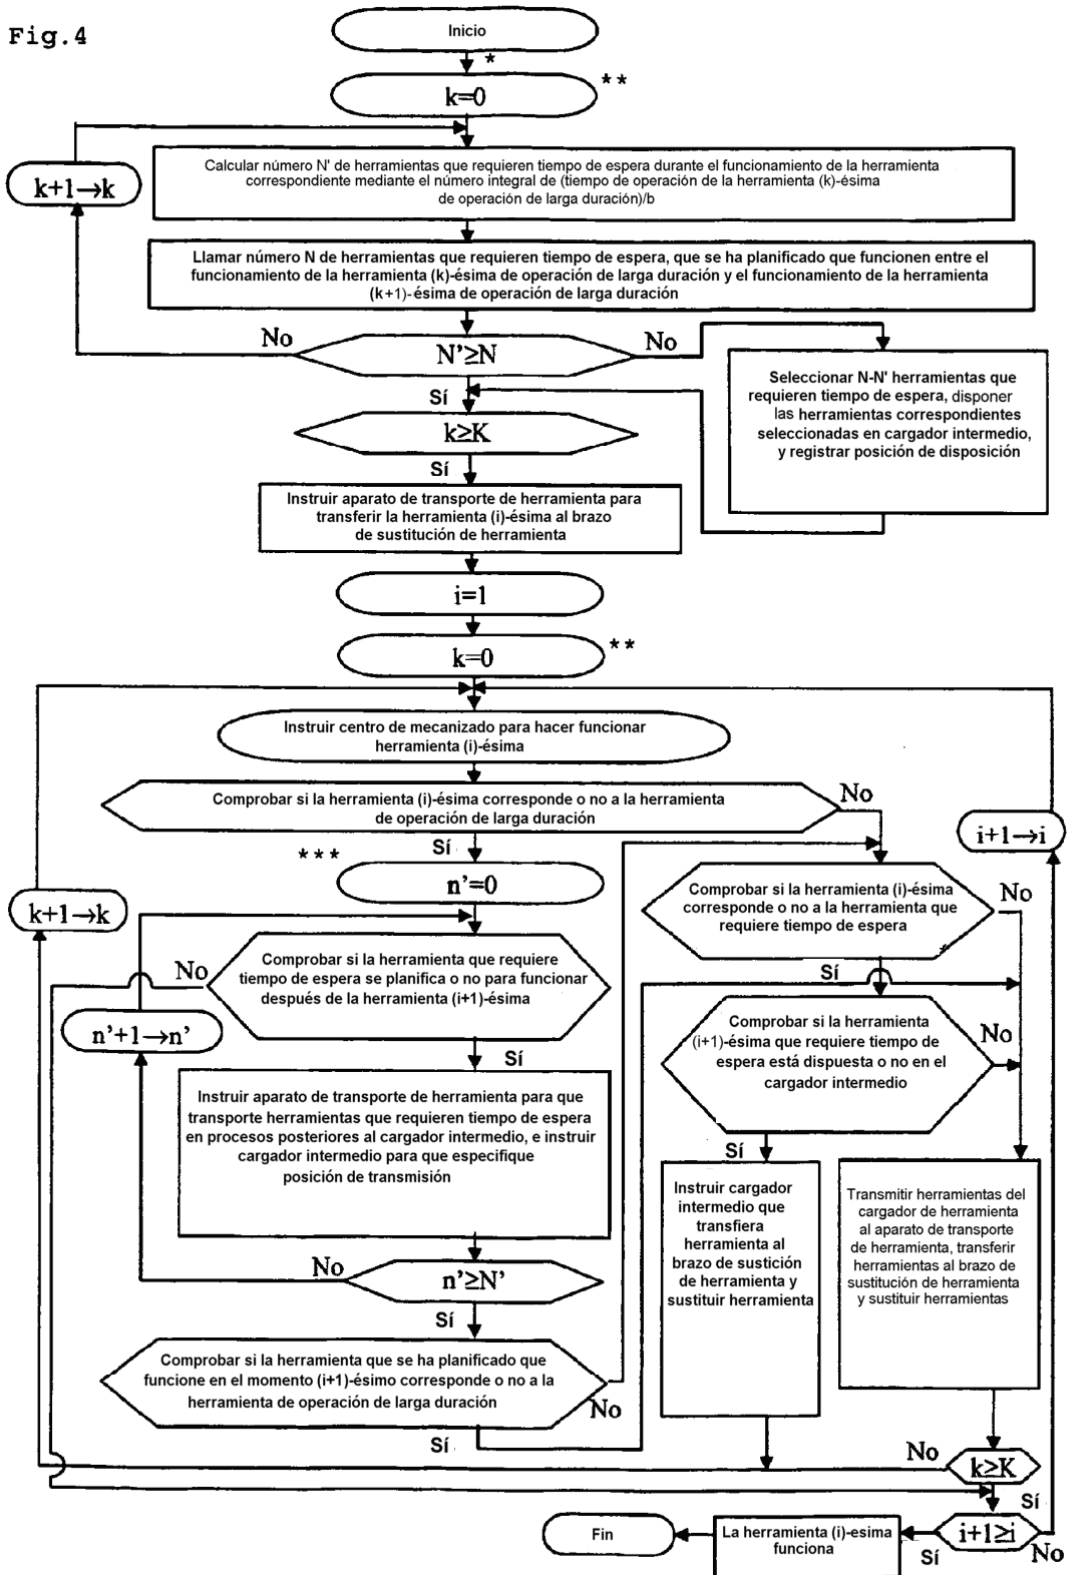 Fig.4
Inicio
*
k=0
**
k+1→k
Calcular número N' de herramientas que requieren tiempo de espera durante el funcionamiento de la herramienta
correspondiente mediante el número integral de (tiempo de operación de la herramienta (k)-ésima
de operación de larga duración)/b
Llamar número N de herramientas que requieren tiempo de espera, que se ha planificado que funcionen entre el
funcionamiento de la herramienta (k)-ésima de operación de larga duración y el funcionamiento de la herramienta
(k+1)-ésima de operación de larga duración
No
N'≥N
No
Sí
Seleccionar N-N' herramientas que
requieren tiempo de espera, disponer
las herramientas correspondientes
seleccionadas en cargador intermedio,
y registrar posición de disposición
k≥K
Sí
Instruir aparato de transporte de herramienta para
transferir la herramienta (i)-ésima al brazo
de sustitución de herramienta
i=1
k=0
**
Instruir centro de mecanizado para hacer funcionar
herramienta (i)-ésima
Comprobar si la herramienta (i)-ésima corresponde o no a la herramienta
de operación de larga duración
No
i+1→i
Sí
***
n'=0
k+1→k
Comprobar si la herramienta (i)-ésima
corresponde o no a la herramienta que
requiere tiempo de espera
No
Sí
Comprobar si la herramienta que requiere
tiempo de espera se planifica o no para funcionar
después de la herramienta (i+1)-ésima
No
n'+1→n'
Sí
Comprobar si la herramienta
(i+1)-ésima que requiere tiempo de
espera está dispuesta o no en el
cargador intermedio
No
Sí
Instruir aparato de transporte de herramienta para que
transporte herramientas que requieren tiempo de espera
en procesos posteriores al cargador intermedio, e instruir
cargador intermedio para que especifique
posición de transmisión
Instruir cargador
intermedio que
transfiera
herramienta al
brazo de sustición
de herramienta y
sustituir herramienta
Transmitir herramientas del
cargador de herramienta
al aparato de transporte
de herramienta, transferir
herramientas al brazo de
sustitución de herramienta
y sustituir herramientas
No
n'≥N'
Sí
Comprobar si la herramienta que se ha planificado que
funcione en el momento (i+1)-ésimo corresponde o no a la
herramienta de operación de larga duración
No
Sí
No
k≥K
Sí
Fin
La herramienta (i)-esima
funciona
Sí
i+1≥i
No